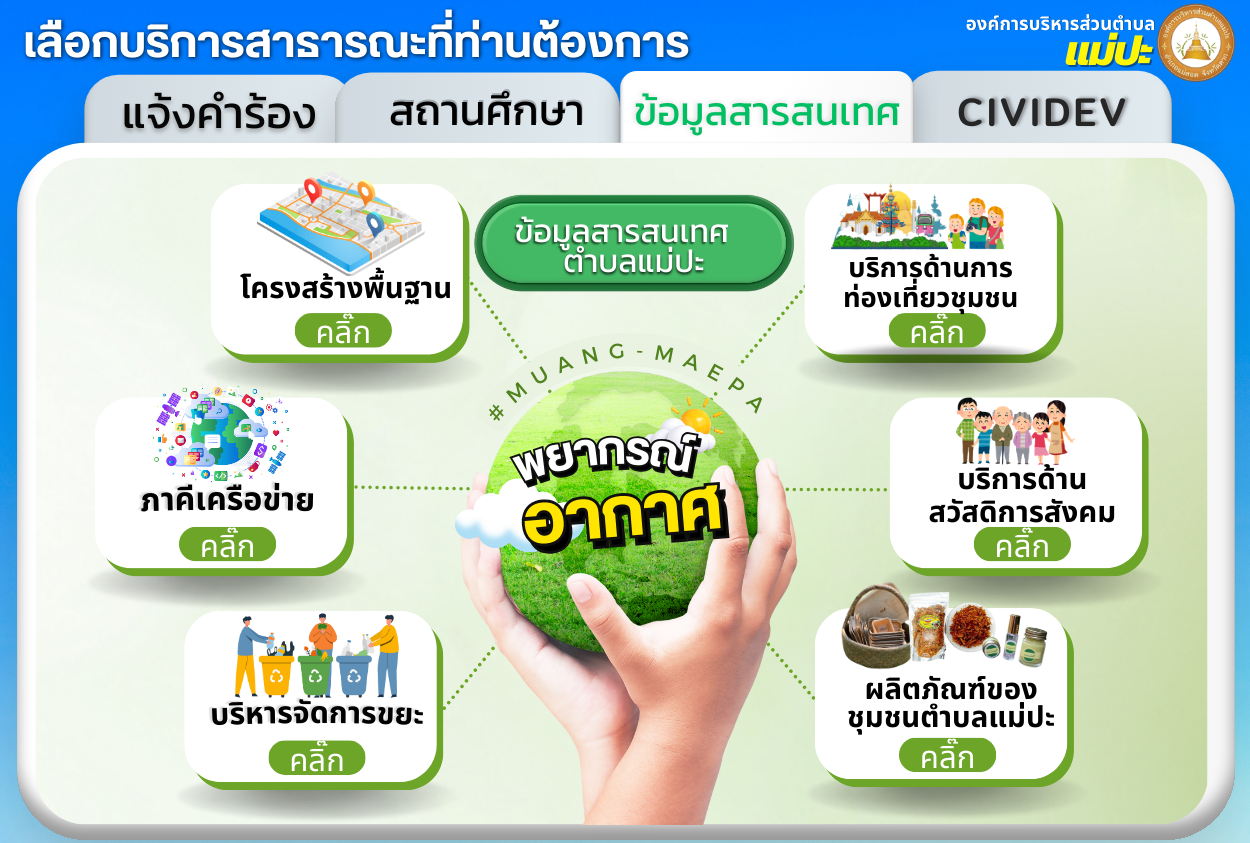 เลือกบริการสาธารณะที่ท่านต้องการ
องค์การบริหารส่วนตำบล
แม่ปะ
แจ้งคำร้อง
สถานศึกษา
ข้อมูลสารสนเทศ
CIVIDEV
ข้อมูลสารสนเทศ
ตำบลแม่ปะ
โครงสร้างพื้นฐาน
คลิ๊ก
บริการด้านการ
ท่องเที่ยวชุมชน
คลิ๊ก
#MUANG-MAEPA
พยากรณ์
อากาศ
ภาคีเครือข่าย
คลิ๊ก
บริการด้าน
สวัสดิการสังคม
คลิ๊ก
บริหารจัดการขยะ
คลิ๊ก
ผลิตภัณฑ์ของ
ชุมชนตำบลแม่ปะ
คลิ๊ก